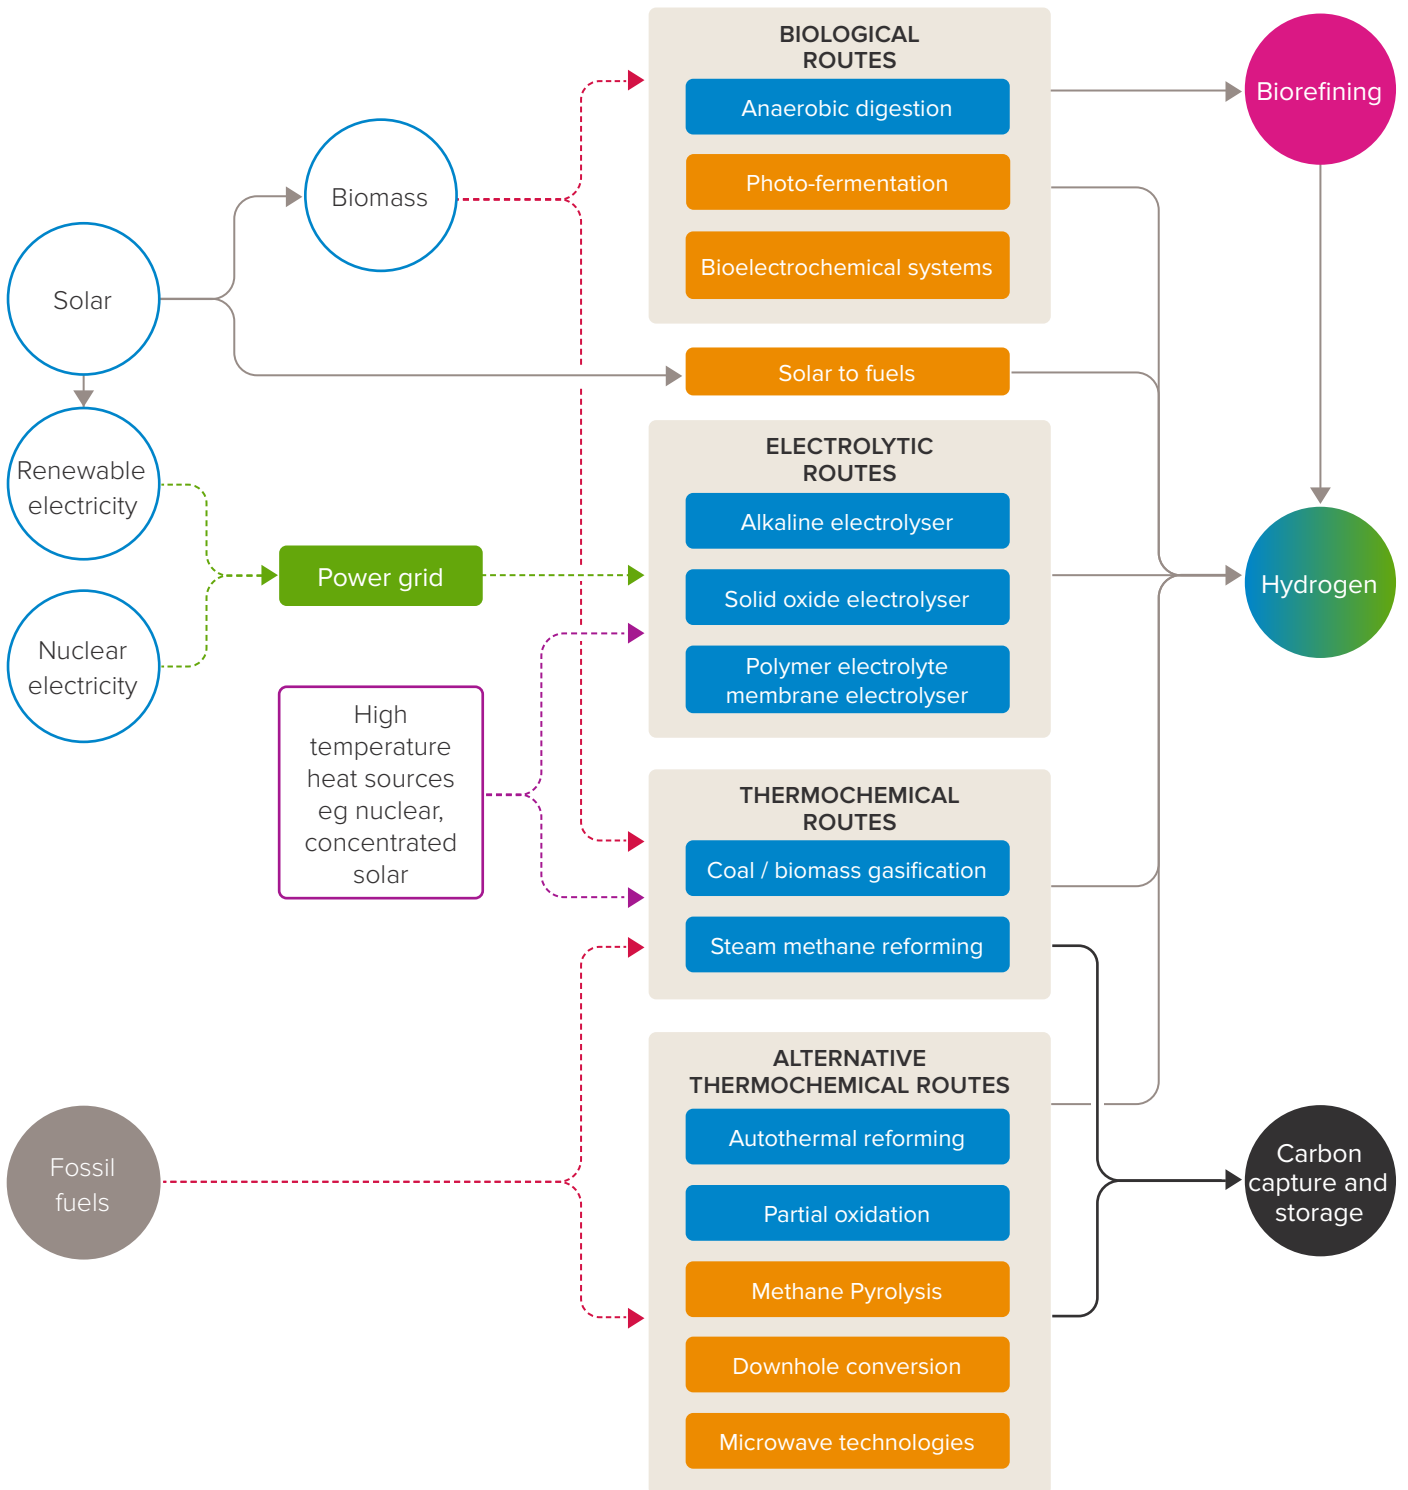 BIOLOGICAL
ROUTES
Anaerobic digestion
Photo-fermentation
Bioelectrochemical systems
Biorefining
Biomass
Solar
Solar to fuels
Renewable
electricity
Power grid
Nuclear
electricity
ELECTROLYTIC
ROUTES
Alkaline electrolyser
Solid oxide electrolyser
Polymer electrolyte
membrane electrolyser
Hydrogen
High
temperature
heat sources
eg nuclear,
concentrated
solar
THERMOCHEMICAL
ROUTES
Coal / biomass gasification
Steam methane reforming
Fossil
fuels
ALTERNATIVE
THERMOCHEMICAL ROUTES
Autothermal reforming
Partial oxidation
Methane Pyrolysis
Downhole conversion
Microwave technologies
Carbon
capture and
storage